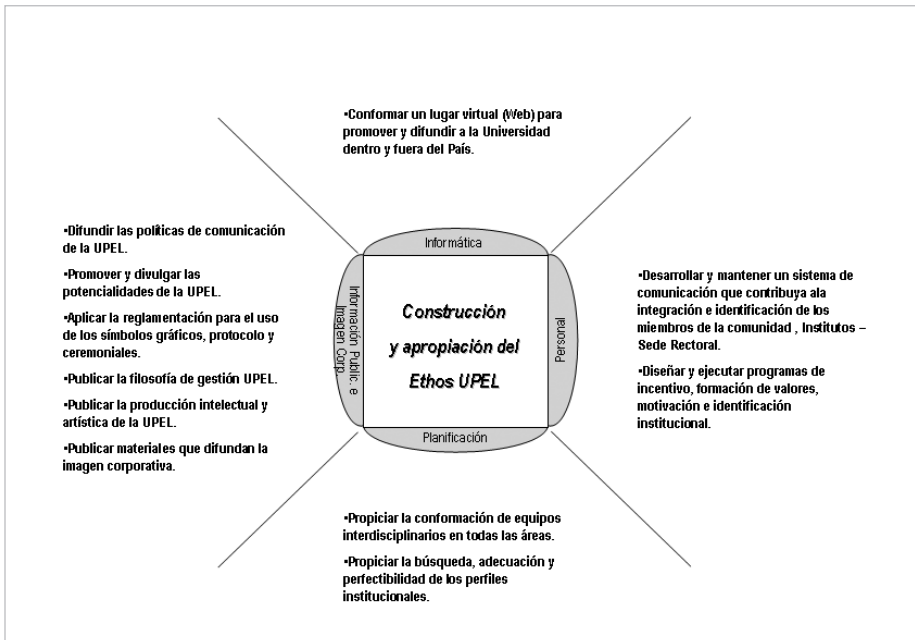 •Conformar un lugar virtual (Web) para
promover y difundir a la Universidad
dentro y fuera del País.
•Difundir las políticas de comunicación
de la UPEL.
•Promover y divulgar las
potencialidades de la UPEL.
•Aplicar la reglamentación para el uso
de los símbolos gráficos, protocolo y
ceremoniales.
•Publicar la filosofía de gestión UPEL.
•Publicar la producción intelectual y
artística de la UPEL.
•Publicar materiales que difundan la
imagen corporativa.
Informática
Información Public. e
Imagen Corp.
Construcción
y apropiación del
Ethos UPEL
Personal
Planificación
•Desarrollar y mantener un sistema de
comunicación que contribuya ala
integración e identificación de los
miembros de la comunidad , Institutos –
Sede Rectoral.
•Diseñar y ejecutar programas de
incentivo, formación de valores,
motivación e identificación
institucional.
•Propiciar la conformación de equipos
interdisciplinarios en todas las áreas.
•Propiciar la búsqueda, adecuación y
perfectibilidad de los perfiles
institucionales.